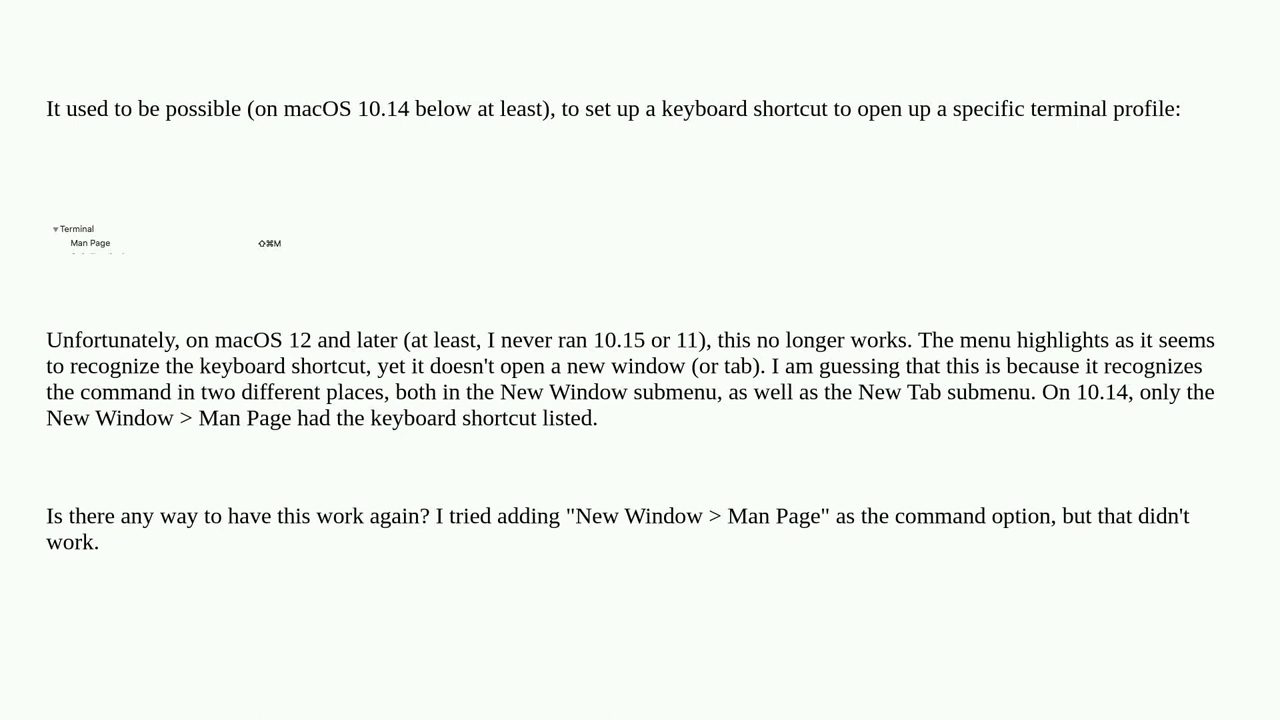 It used to be possible (on macOS 10.14 below at least), to set up a keyboard shortcut to open up a specific terminal profile:
▼Terminal
Man Page ⇧⌘M
Unfortunately, on macOS 12 and later (at least, I never ran 10.15 or 11), this no longer works. The menu highlights as it seems
to recognize the keyboard shortcut, yet it doesn't open a new window (or tab). I am guessing that this is because it recognizes
the command in two different places, both in the New Window submenu, as well as the New Tab submenu. On 10.14, only the
New Window > Man Page had the keyboard shortcut listed.
Is there any way to have this work again? I tried adding "New Window > Man Page" as the command option, but that didn't
work.